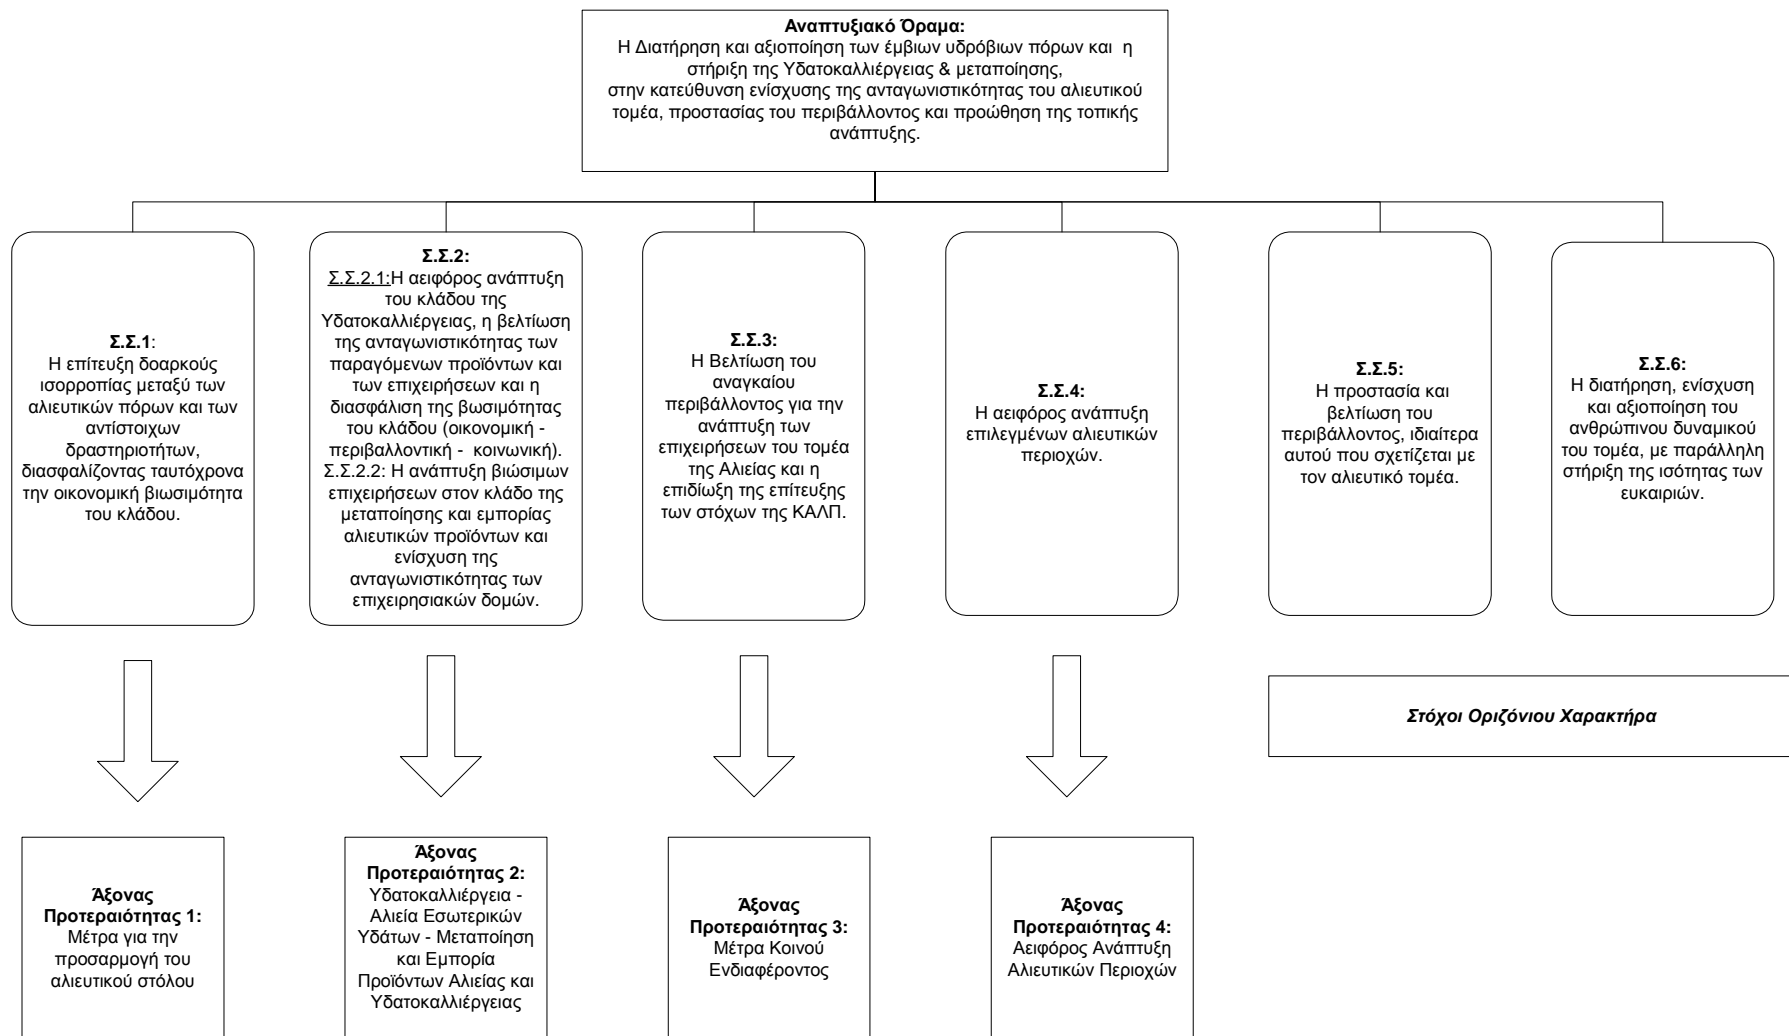 Αναπτυξιακό Όραμα:
Η Διατήρηση και αξιοποίηση των έμβιων υδρόβιων πόρων και η
στήριξη της Υδατοκαλλιέργειας & μεταποίησης,
στην κατεύθυνση ενίσχυσης της ανταγωνιστικότητας του αλιευτικού
τομέα, προστασίας του περιβάλλοντος και προώθηση της τοπικής
ανάπτυξης.
Σ.Σ.1:
Η επίτευξη δοαρκούς
ισορροπίας μεταξύ των
αλιευτικών πόρων και των
αντίστοιχων
δραστηριοτήτων,
διασφαλίζοντας ταυτόχρονα
την οικονομική βιωσιμότητα
του κλάδου.
Σ.Σ.2:
Σ.Σ.2.1:Η αειφόρος ανάπτυξη
του κλάδου της
Υδατοκαλλιέργειας, η βελτίωση
της ανταγωνιστικότητας των
παραγόμενων προϊόντων και
των επιχειρήσεων και η
διασφάλιση της βωσιμότητας
του κλάδου (οικονομική -
περιβαλλοντική - κοινωνική).
Σ.Σ.2.2: Η ανάπτυξη βιώσιμων
επιχειρήσεων στον κλάδο της
μεταποίησης και εμπορίας
αλιευτικών προϊόντων και
ενίσχυση της
ανταγωνιστικότητας των
επιχειρησιακών δομών.
Σ.Σ.3:
Η Βελτίωση του
αναγκαίου
περιβάλλοντος για την
ανάπτυξη των
επιχειρήσεων του τομέα
της Αλιείας και η
επιδίωξη της επίτευξης
των στόχων της ΚΑΛΠ.
Σ.Σ.4:
Η αειφόρος ανάπτυξη
επιλεγμένων αλιευτικών
περιοχών.
Σ.Σ.5:
Η προστασία και
βελτίωση του
περιβάλλοντος, ιδιαίτερα
αυτού που σχετίζεται με
τον αλιευτικό τομέα.
Σ.Σ.6:
Η διατήρηση, ενίσχυση
και αξιοποίηση του
ανθρώπινου δυναμικού
του τομέα, με παράλληλη
στήριξη της ισότητας των
ευκαιριών.
Στόχοι Οριζόνιου Χαρακτήρα
Άξονας
Προτεραιότητας 1:
Μέτρα για την
προσαρμογή του
αλιευτικού στόλου
Άξονας
Προτεραιότητας 2:
Υδατοκαλλιέργεια -
Αλιεία Εσωτερικών
Υδάτων - Μεταποίηση
και Εμπορία
Προϊόντων Αλιείας και
Υδατοκαλλιέργειας
Άξονας
Προτεραιότητας 3:
Μέτρα Κοινού
Ενδιαφέροντος
Άξονας
Προτεραιότητας 4:
Αειφόρος Ανάπτυξη
Αλιευτικών Περιοχών